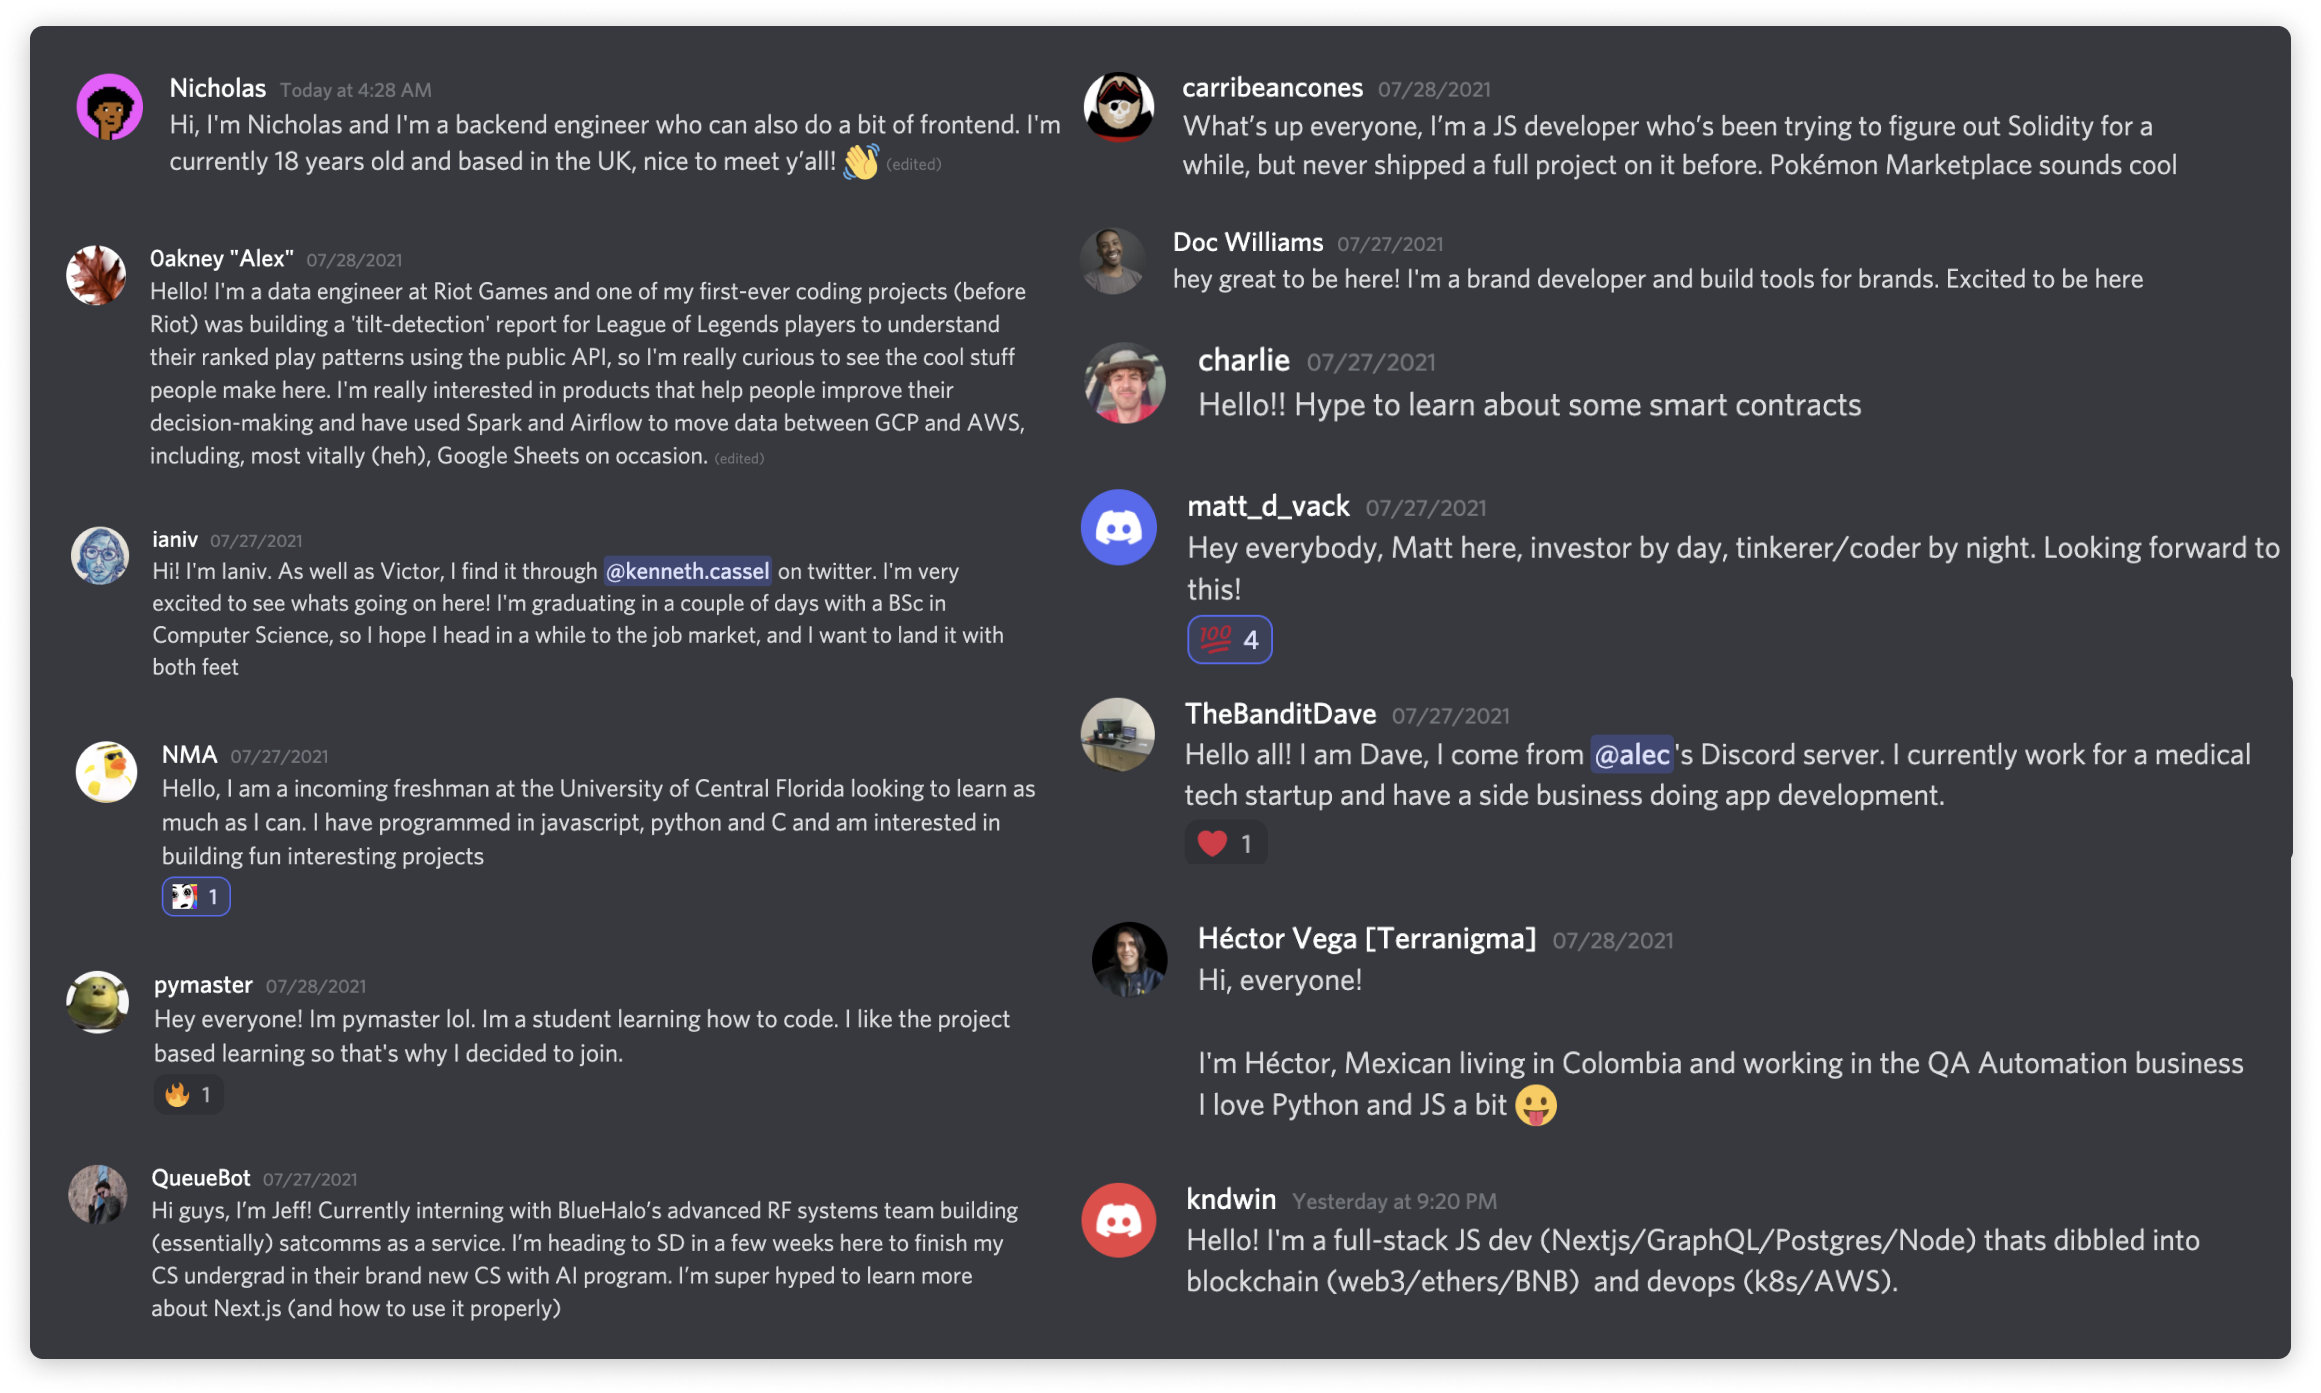 Nicholas Today at 4:28 AM
Hi, I'm Nicholas and I'm a backend engineer who can also do a bit of frontend. I'm
currently 18 years old and based in the UK, nice to meet y’all! 👋 (edited)
0akney "Alex" 07/28/2021
Hello! I'm a data engineer at Riot Games and one of my first-ever coding projects (before
Riot) was building a 'tilt-detection' report for League of Legends players to understand
their ranked play patterns using the public API, so I'm really curious to see the cool stuff
people make here. I'm really interested in products that help people improve their
decision-making and have used Spark and Airflow to move data between GCP and AWS,
including, most vitally (heh), Google Sheets on occasion. (edited)
ianiv 07/27/2021
Hi! I'm Ianiv. As well as Victor, I find it through @kenneth.cassel on twitter. I'm very
excited to see whats going on here! I'm graduating in a couple of days with a BSc in
Computer Science, so I hope I head in a while to the job market, and I want to land it with
both feet
NMA 07/27/2021
Hello, I am a incoming freshman at the University of Central Florida looking to learn as
much as I can. I have programmed in javascript, python and C and am interested in
building fun interesting projects
1
pymaster 07/28/2021
Hey everyone! Im pymaster lol. Im a student learning how to code. I like the project
based learning so that's why I decided to join.
🔥 1
QueueBot 07/27/2021
Hi guys, I’m Jeff! Currently interning with BlueHalo’s advanced RF systems team building
(essentially) satcomms as a service. I’m heading to SD in a few weeks here to finish my
CS undergrad in their brand new CS with AI program. I’m super hyped to learn more
about Next.js (and how to use it properly)
carribeancones 07/28/2021
What’s up everyone, I’m a JS developer who’s been trying to figure out Solidity for a
while, but never shipped a full project on it before. Pokémon Marketplace sounds cool
Doc Williams 07/27/2021
hey great to be here! I'm a brand developer and build tools for brands. Excited to be here
charlie 07/27/2021
Hello!! Hype to learn about some smart contracts
matt_d_vack 07/27/2021
Hey everybody, Matt here, investor by day, tinkerer/coder by night. Looking forward to
this!
💯 4
TheBanditDave 07/27/2021
Hello all! I am Dave, I come from @alec's Discord server. I currently work for a medical
tech startup and have a side business doing app development.
❤️ 1
Héctor Vega [Terranigma] 07/28/2021
Hi, everyone!
I'm Héctor, Mexican living in Colombia and working in the QA Automation business
I love Python and JS a bit 😛
kndwin Yesterday at 9:20 PM
Hello! I'm a full-stack JS dev (Nextjs/GraphQL/Postgres/Node) thats dibbled into
blockchain (web3/ethers/BNB) and devops (k8s/AWS).